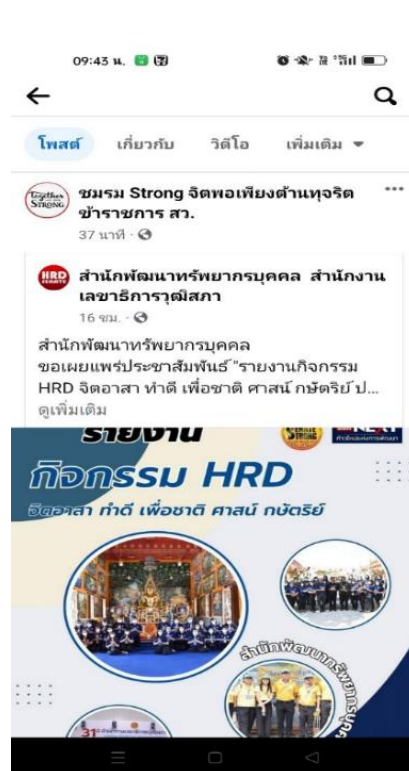 09:43 น.
โพสต์ เกี่ยวกับ วิดีโอ เพิ่มเติม
Together
STRONG
ชมรม Strong จิตพอเพียงต้านทุจริต
ข้าราชการ สว.
37 นาที
HRD
SENATE
สำนักพัฒนาทรัพยากรบุคคล สำนักงาน
เลขาธิการวุฒิสภา
16 ชม.
สำนักพัฒนาทรัพยากรบุคคล
ขอเผยแพร่ประชาสัมพันธ์ "รายงานกิจกรรม
HRD จิตอาสา ทำดี เพื่อชาติ ศาสน์ กษัตริย์ ป...
ดูเพิ่มเติม
รายงาน
STRONG
NEXT
กิจกรรม HRD
จิตอาสา ทำดี เพื่อชาติ ศาสน์ กษัตริย์
สำนักพัฒนาทรัพยากรบุคคล
31